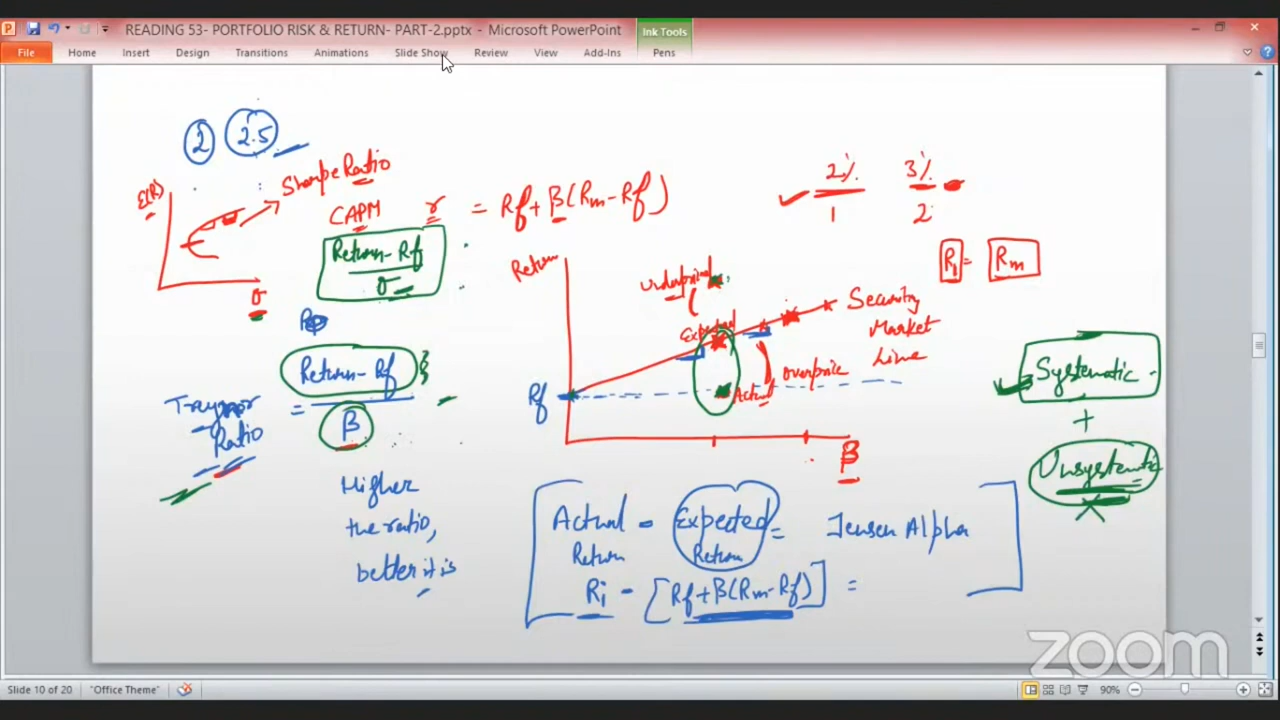 READING 53- PORTFOLIO RISK & RETURN- PART-2.pptx - Microsoft PowerPoint
Ink Tools
File Home Insert Design Transitions Animations Slide Show Review View Add-Ins Pens
2 2.5
E(R)
Sharpe Ratio
σ
CAPM r = Rf + β(Rm - Rf)
Return - Rf
σ
2% 3%
1 2
Ri = Rm
Return
Underpriced
Expected
Security
Market
Line
Overprice
Actual
Rf
β
Systematic
+
Unsystematic
Treynor
Ratio
=
Return - Rf
β
Higher
the ratio,
better it is
Actual - Expected = Jensen Alpha
Return Return
Ri - [Rf + β(Rm - Rf)] =
zoom
Slide 10 of 20 "Office Theme" 90%